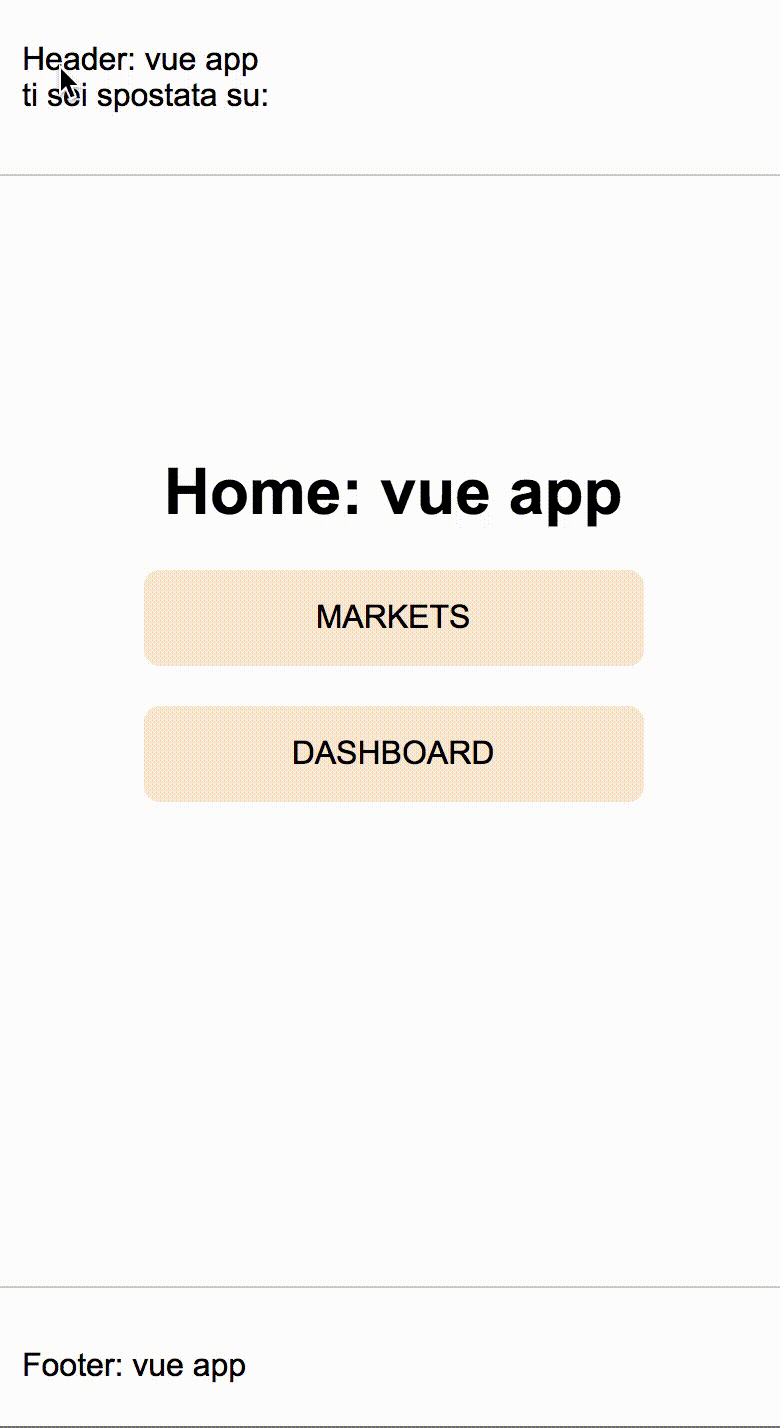 Header: vue app
ti sei spostata su:
Home: vue app
MARKETS
DASHBOARD
Footer: vue app